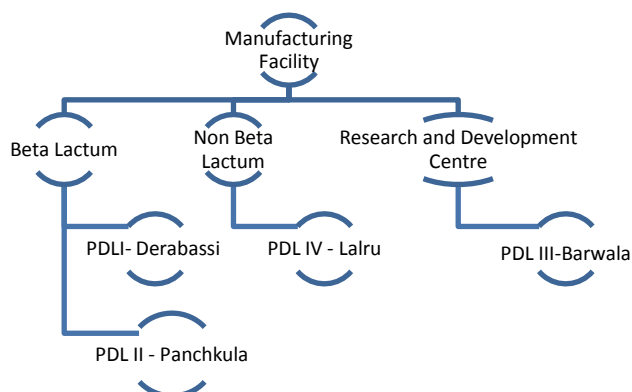 Manufacturing
Facility
Beta Lactum
Non Beta
Lactum
Research and Development
Centre
PDLI- Derabassi
PDL IV - Lalru
PDL III-Barwala
PDL II - Panchkula